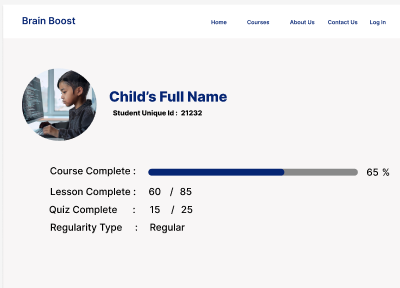 Brain Boost
Home Courses About Us Contact Us Log In
Child's Full Name
Student Unique Id : 21232
Course Complete : 65 %
Lesson Complete : 60 / 85
Quiz Complete : 15 / 25
Regularity Type : Regular